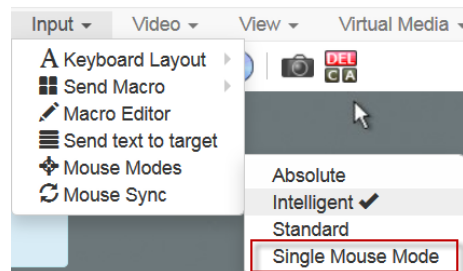 Input Video View Virtual Media
A Keyboard Layout
Send Macro
DEL
C A
Macro Editor
Send text to target
Mouse Modes
Mouse Sync
Absolute
Intelligent
Standard
Single Mouse Mode